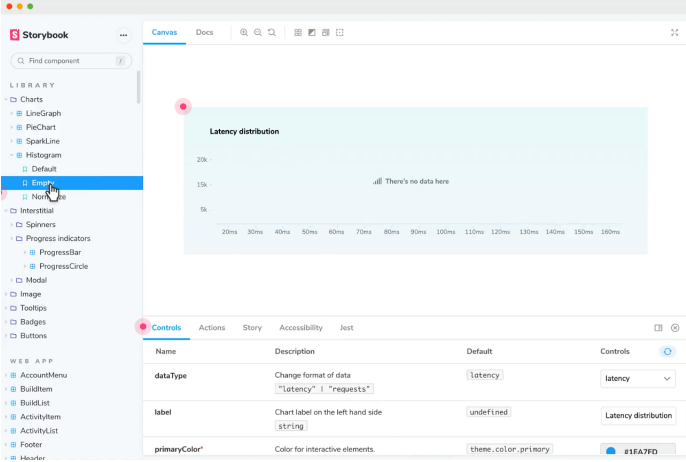 Storybook
Find component
/
LIBRARY
Charts
LineGraph
PieChart
SparkLine
Histogram
Default
Empty
Interstitial
Spinners
Progress indicators
ProgressBar
ProgressCircle
Modal
Image
Tooltips
Badges
Buttons
WEB APP
AccountMenu
BuildItem
BuildList
ActivityItem
ActivityList
Footer
Header
Canvas
Docs
Latency distribution
20k
15k
5k
There's no data here
20ms 30ms 40ms 50ms 60ms 70ms 80ms 90ms 100ms 110ms 120ms 130ms 140ms 150ms 160ms
Controls Actions Story Accessibility Jest
Name Description Default Controls
dataType Change format of data latency latency
"latency" | "requests"
label Chart label on the left hand side undefined Latency distribution
string
primaryColor* Color for interactive elements. theme.color.primary #1EA7FD